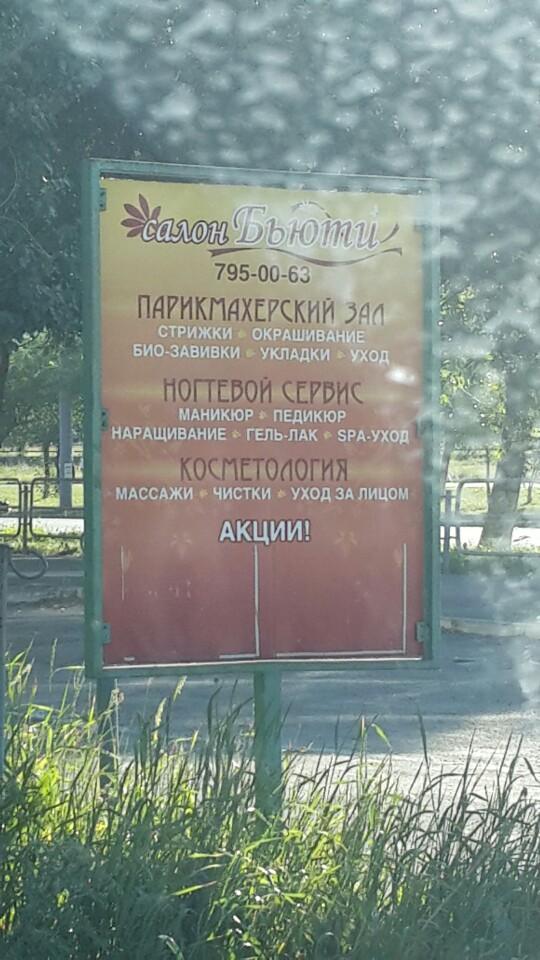 салон Бьюти
795-00-63
ПАРИКМАХЕРСКИЙ ЗАЛ
СТРИЖКИ ОКРАШИВАНИЕ
БИО-ЗАВИВКИ УКЛАДКИ УХОД
НОГТЕВОЙ СЕРВИС
МАНИКЮР ПЕДИКЮР
НАРАЩИВАНИЕ ГЕЛЬ-ЛАК SPA-УХОД
КОСМЕТОЛОГИЯ
МАССАЖИ ЧИСТКИ УХОД ЗА ЛИЦОМ
АКЦИИ!